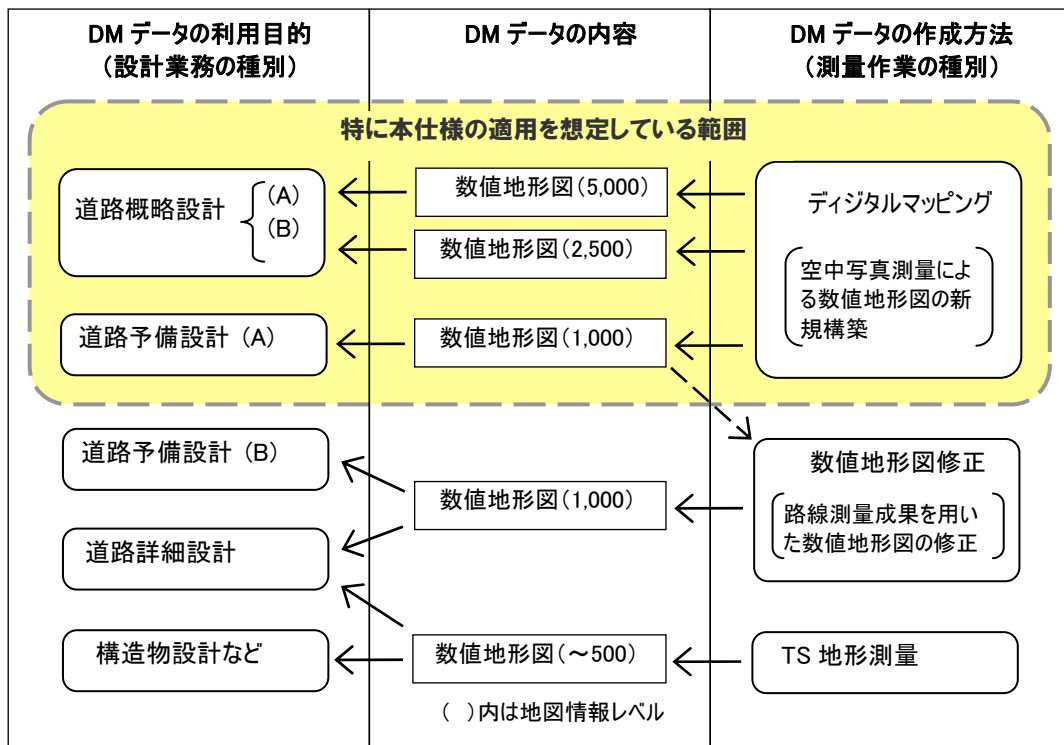 DM データの利用目的
（設計業務の種別）
DM データの内容
DM データの作成方法
（測量作業の種別）
特に本仕様の適用を想定している範囲
道路概略設計
(A)
(B)
数値地形図（5,000）
数値地形図（2,500）
ディジタルマッピング
空中写真測量によ
る数値地形図の新
規構築
道路予備設計 (A)
数値地形図（1,000）
道路予備設計 (B)
数値地形図（1,000）
数値地形図修正
路線測量成果を用い
た数値地形図の修正
道路詳細設計
構造物設計など
数値地形図（～500）
TS 地形測量
（　）内は地図情報レベル